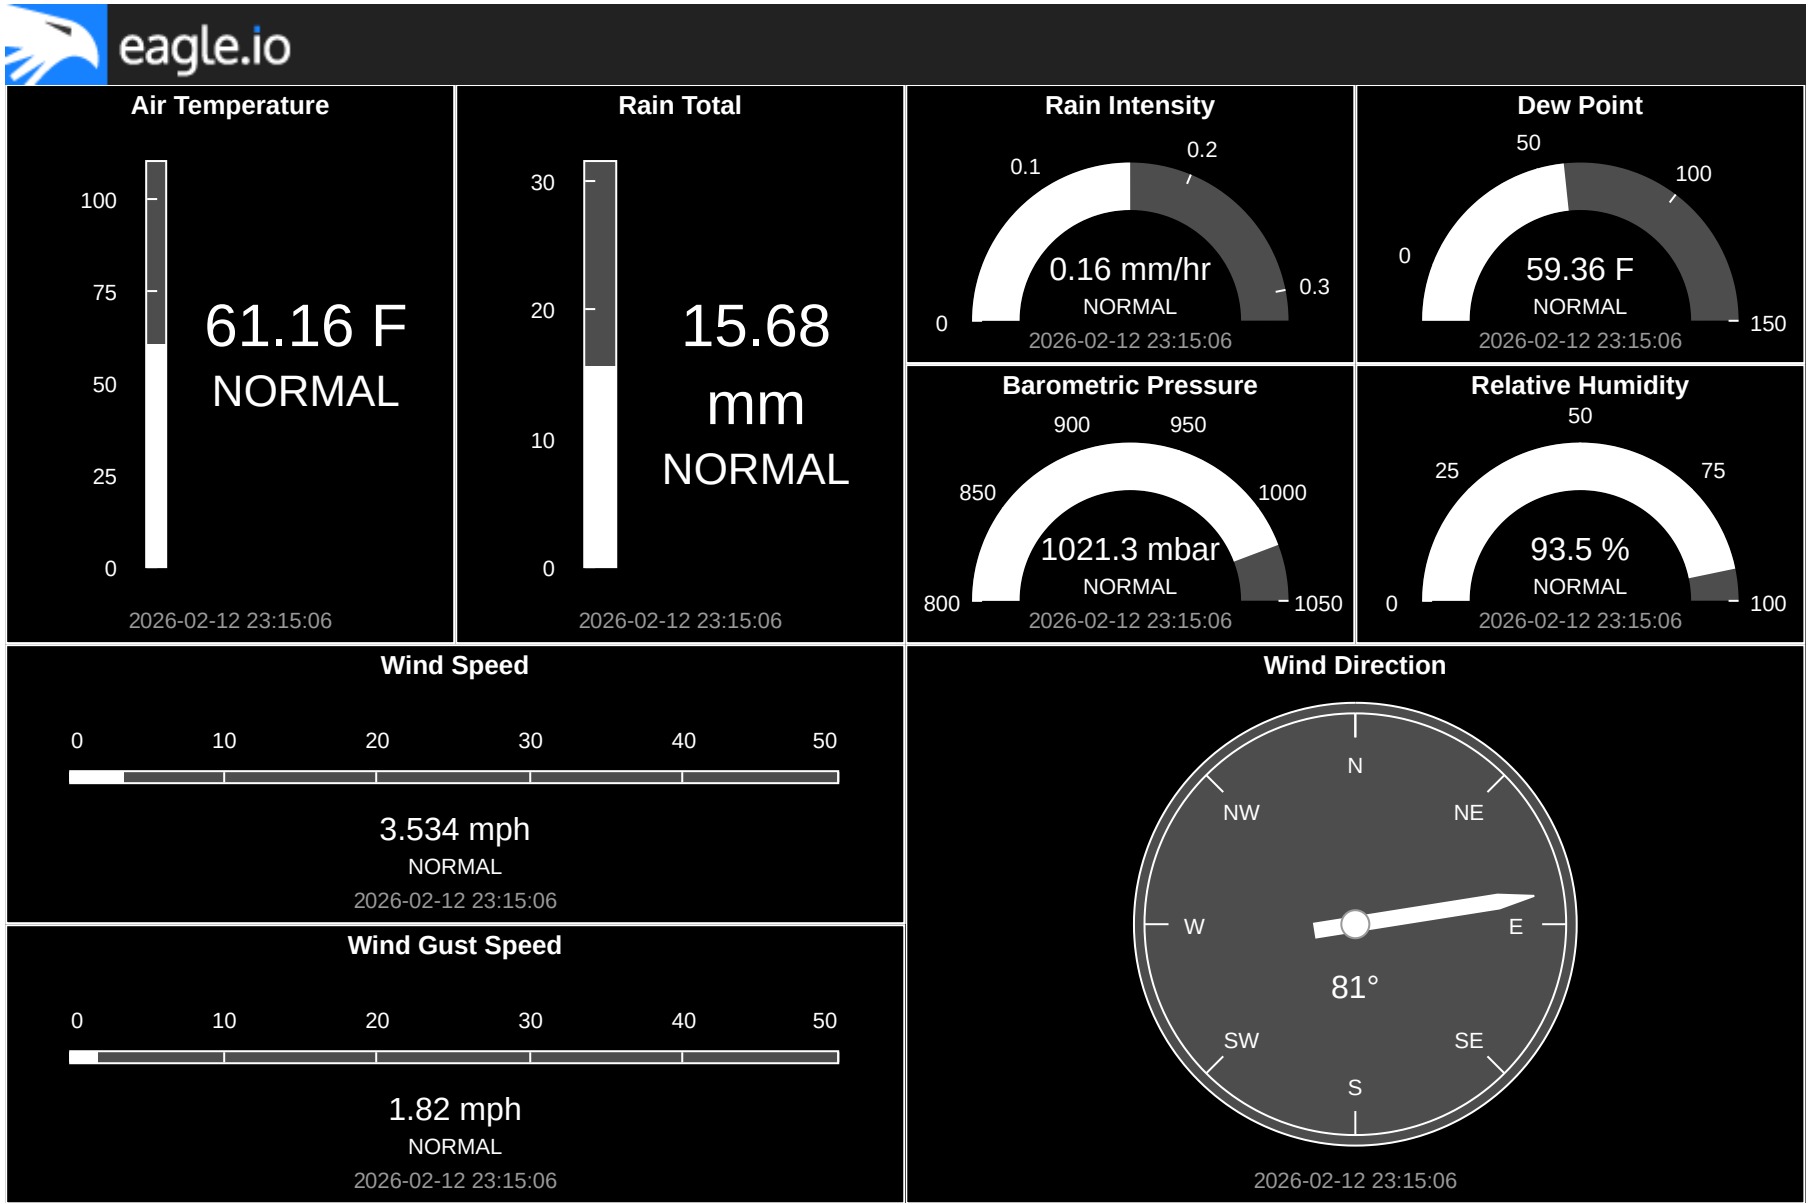 eagle.io
Air Temperature
100
75
50
25
0
61.16 F
NORMAL
2026-02-12 23:15:06
Rain Total
30
20
10
0
15.68
mm
NORMAL
2026-02-12 23:15:06
Rain Intensity
0
0.1
0.2
0.3
0.16 mm/hr
NORMAL
2026-02-12 23:15:06
Dew Point
0
50
100
150
59.36 F
NORMAL
2026-02-12 23:15:06
Barometric Pressure
800
850
900
950
1000
1050
1021.3 mbar
NORMAL
2026-02-12 23:15:06
Relative Humidity
0
25
50
75
100
93.5 %
NORMAL
2026-02-12 23:15:06
Wind Speed
0 10 20 30 40 50
3.534 mph
NORMAL
2026-02-12 23:15:06
Wind Gust Speed
0 10 20 30 40 50
1.82 mph
NORMAL
2026-02-12 23:15:06
Wind Direction
N
NW NE
W E
81°
SW SE
S
2026-02-12 23:15:06